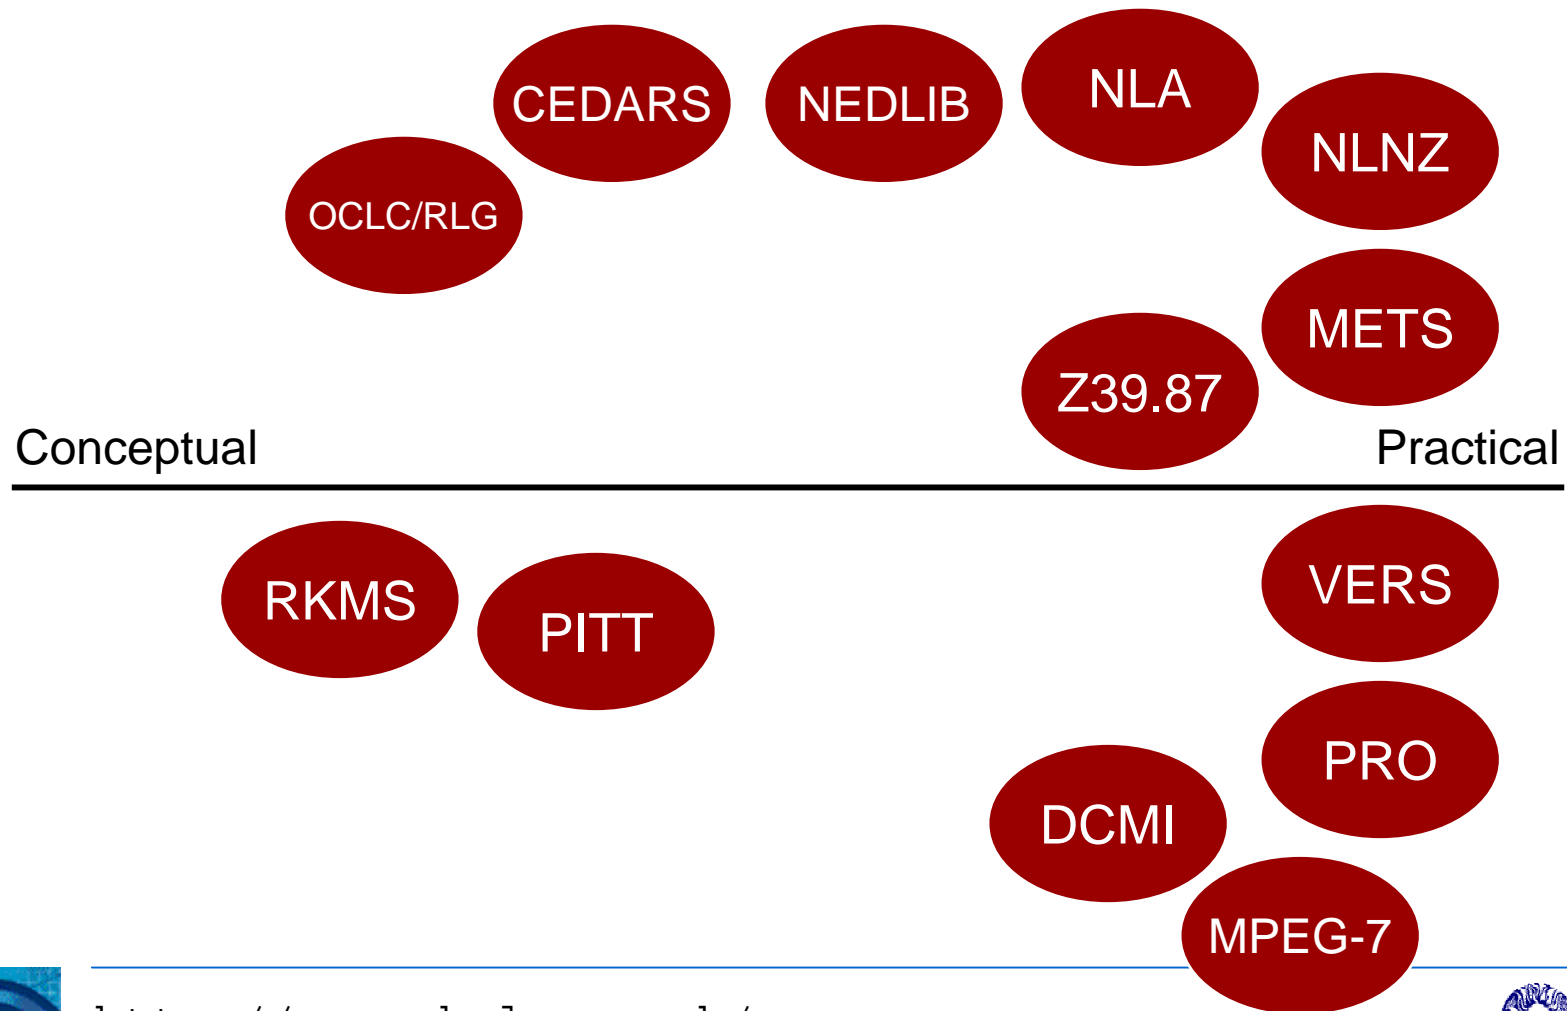 NLA
CEDARS
NEDLIB
NLNZ
OCLC/RLG
METS
Z39.87
Conceptual
Practical
VERS
RKMS
PITT
PRO
DCMI
MPEG-7